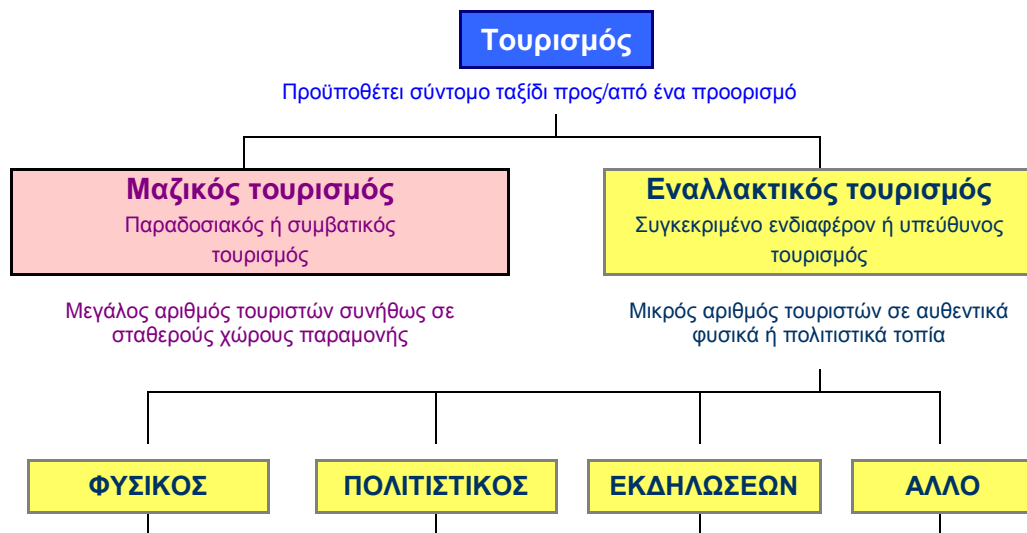 Τουρισμός
Προϋποθέτει σύντομο ταξίδι προς/από ένα προορισμό
Μαζικός τουρισμός
Παραδοσιακός ή συμβατικός
τουρισμός
Εναλλακτικός τουρισμός
Συγκεκριμένο ενδιαφέρον ή υπεύθυνος
τουρισμός
Μεγάλος αριθμός τουριστών συνήθως σε
σταθερούς χώρους παραμονής
Μικρός αριθμός τουριστών σε αυθεντικά
φυσικά ή πολιτιστικά τοπία
ΦΥΣΙΚΟΣ
ΠΟΛΙΤΙΣΤΙΚΟΣ
ΕΚΔΗΛΩΣΕΩΝ
ΑΛΛΟ